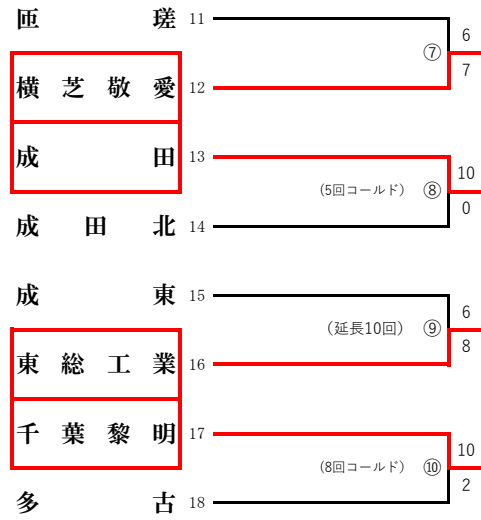 匝瑳 11
6
⑦
7
横芝敬愛 12
成田 13
10
(5回コールド) ⑧
0
成田北 14
成東 15
6
(延長10回) ⑨
8
東総工業 16
千葉黎明 17
10
(8回コールド) ⑩
2
多古 18